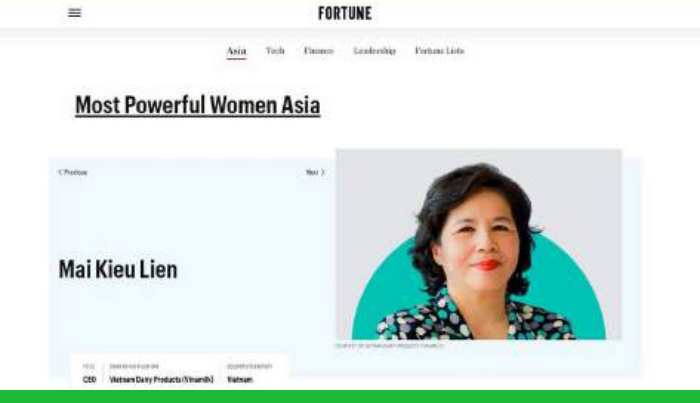 FORTUNE
Asia Tech Finance Leadership Fortune Lists
Most Powerful Women Asia
< Previous Next >
Mai Kieu Lien
TITLE
CEO Vietnam Dairy Products (Vinamilk) Vietnam